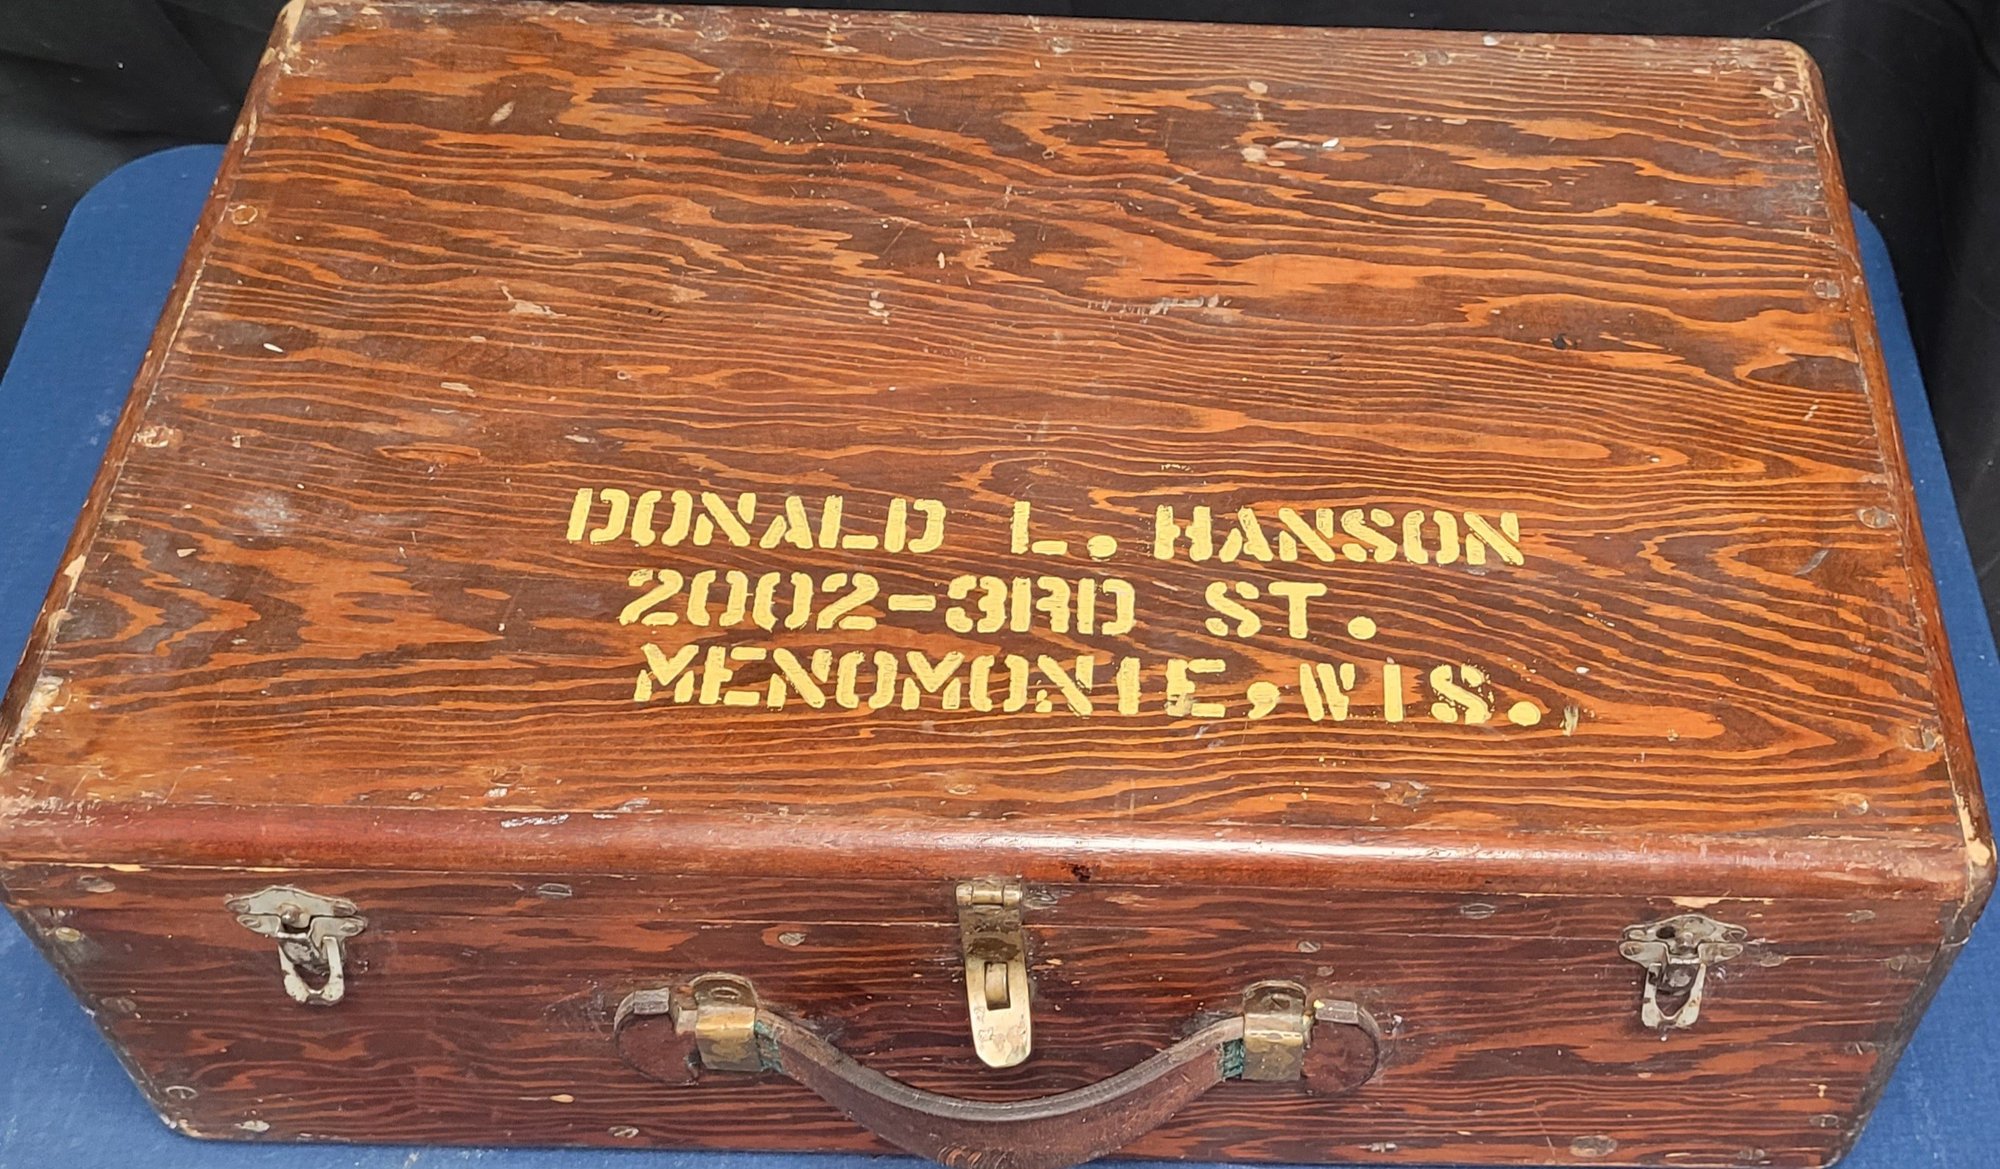 DONALD L. HANSON
2002-3RD ST.
MENOMONIE, WIS.